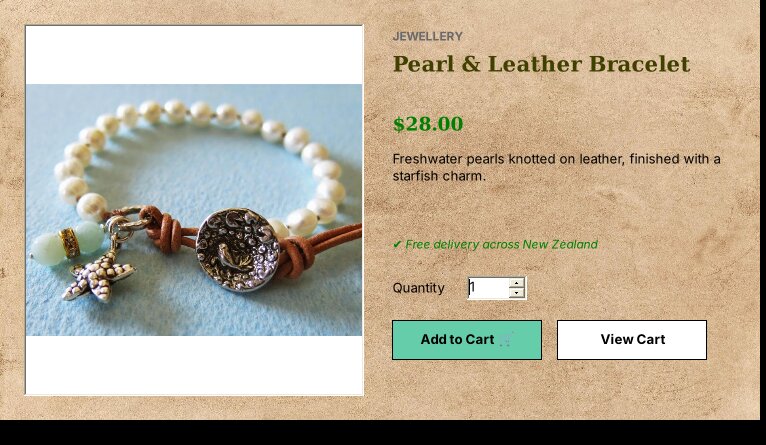 JEWELLERY
Pearl & Leather Bracelet
$28.00
Freshwater pearls knotted on leather, finished with a
starfish charm.
✔ Free delivery across New Zealand
Quantity 1
Add to Cart 🛒 View Cart